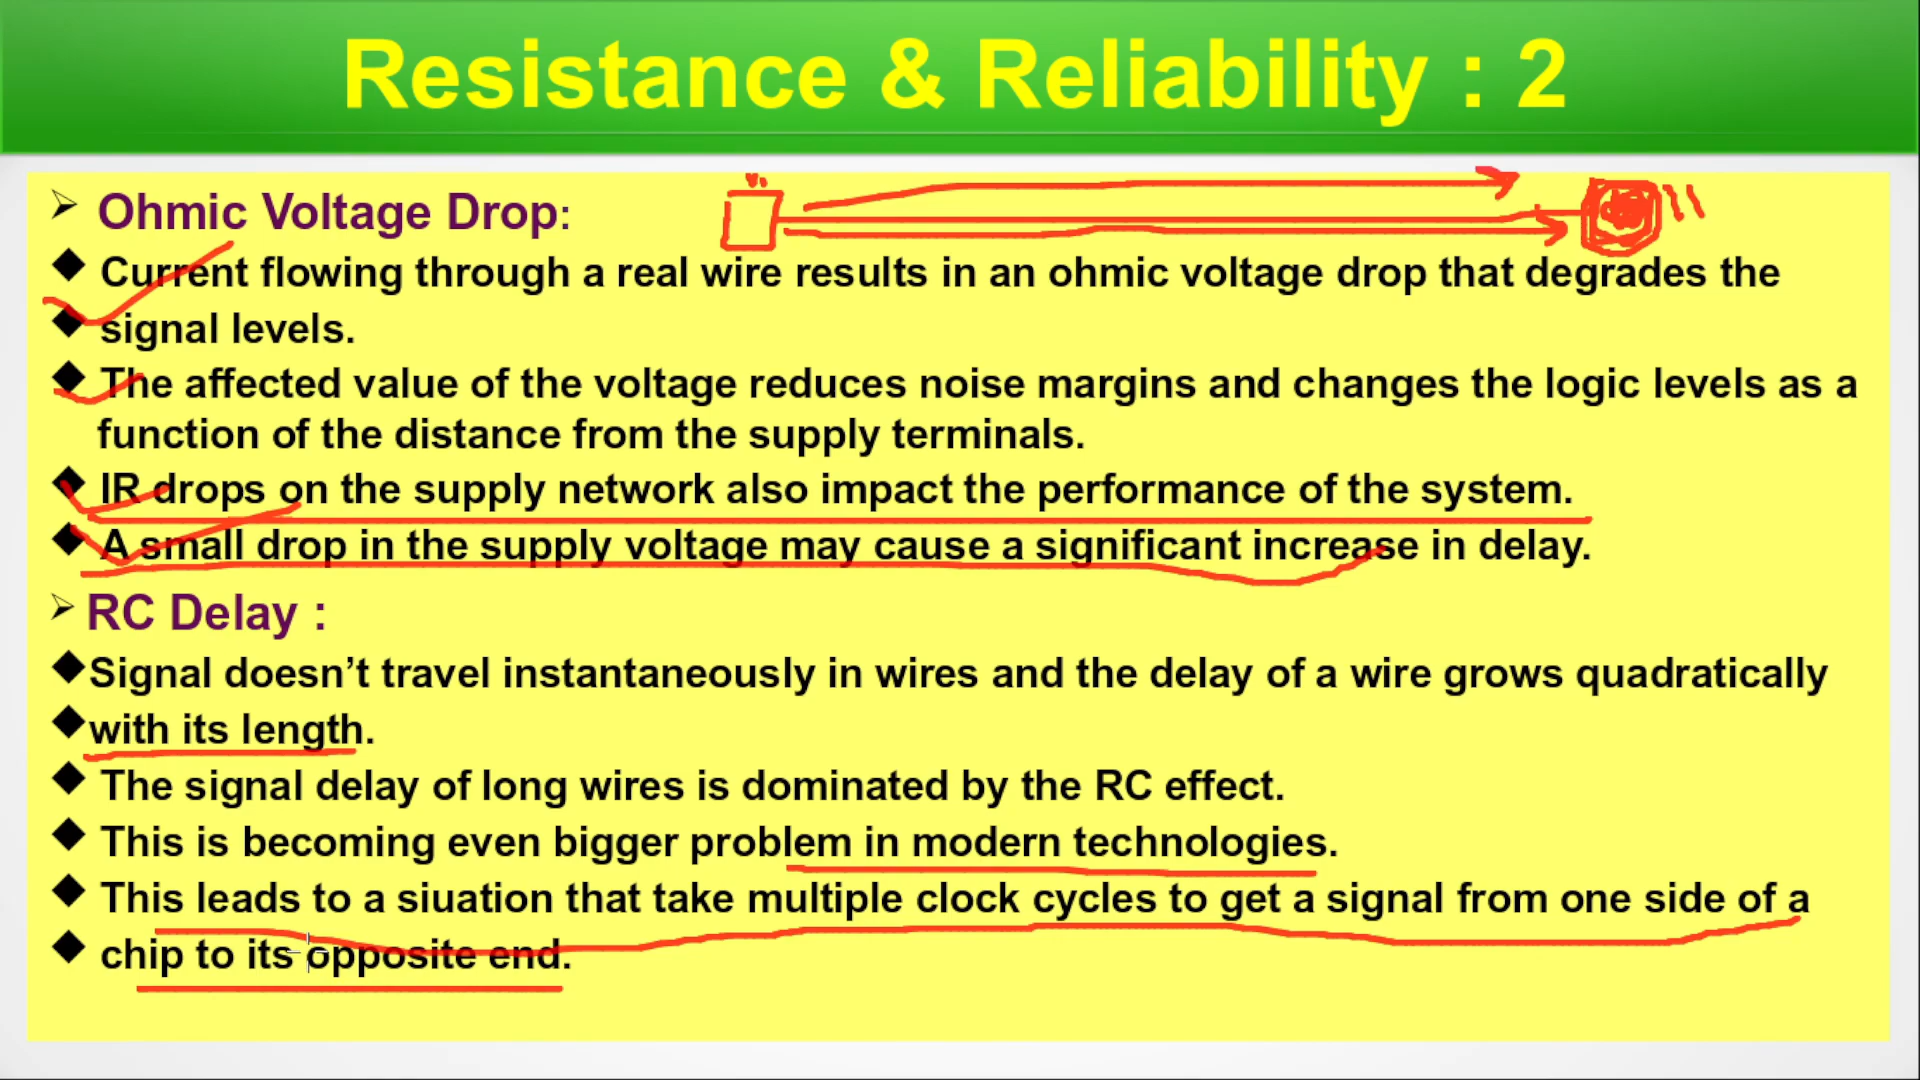 Resistance & Reliability : 2
➢ Ohmic Voltage Drop:
◆ Current flowing through a real wire results in an ohmic voltage drop that degrades the
◆ signal levels.
◆ The affected value of the voltage reduces noise margins and changes the logic levels as a
function of the distance from the supply terminals.
◆ IR drops on the supply network also impact the performance of the system.
◆ A small drop in the supply voltage may cause a significant increase in delay.
➢ RC Delay :
◆Signal doesn’t travel instantaneously in wires and the delay of a wire grows quadratically
◆with its length.
◆ The signal delay of long wires is dominated by the RC effect.
◆ This is becoming even bigger problem in modern technologies.
◆ This leads to a siuation that take multiple clock cycles to get a signal from one side of a
◆ chip to its opposite end.